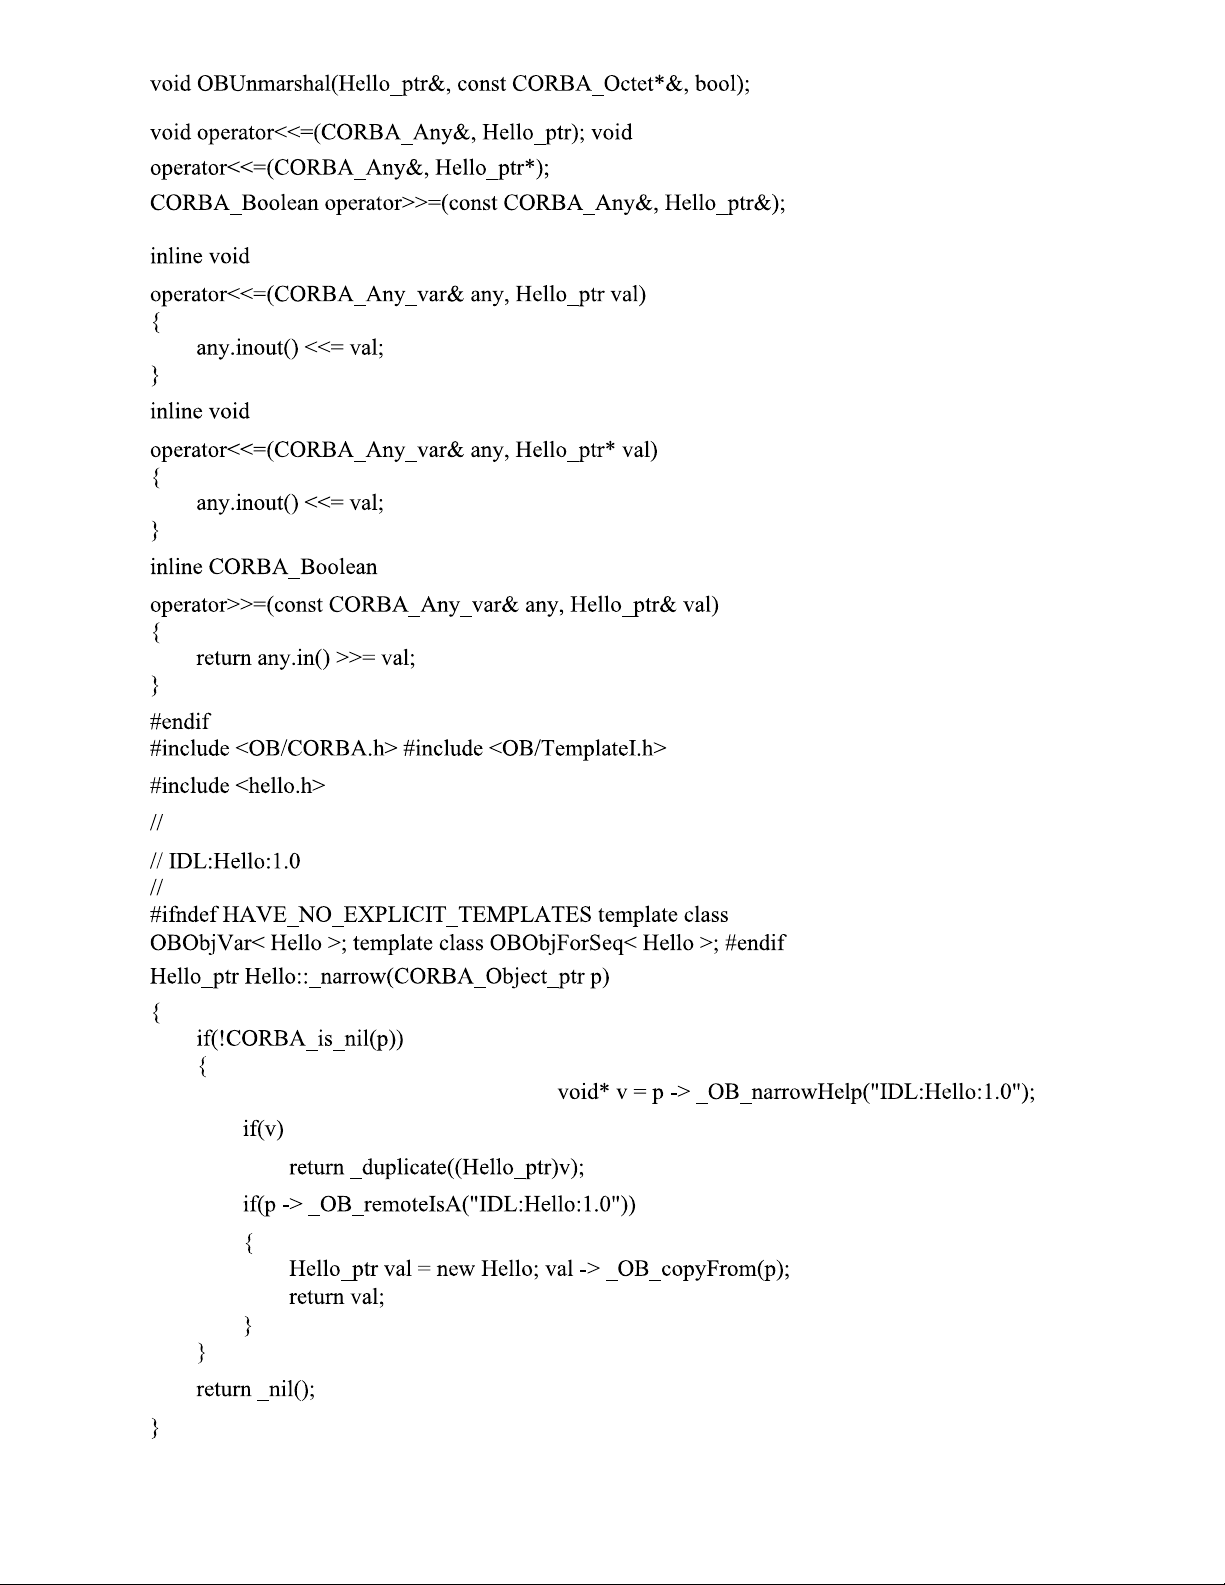 void OBUnmarshal(Hello_ptr&, const CORBA_Octet*&, bool);
void operator<<=(CORBA_Any&, Hello_ptr); void
operator<<=(CORBA_Any&, Hello_ptr*);
CORBA_Boolean operator>>=(const CORBA_Any&, Hello_ptr&);
inline void
operator<<=(CORBA_Any_var& any, Hello_ptr val)
{
any.inout() <<= val;
}
inline void
operator<<=(CORBA_Any_var& any, Hello_ptr* val)
{
any.inout() <<= val;
}
inline CORBA_Boolean
operator>>=(const CORBA_Any_var& any, Hello_ptr& val)
{
return any.in() >>= val;
}
#endif
#include <OB/CORBA.h> #include <OB/TemplateI.h>
#include <hello.h>
//
// IDL:Hello:1.0
//
#ifndef HAVE_NO_EXPLICIT_TEMPLATES template class
OBObjVar< Hello >; template class OBObjForSeq< Hello >; #endif
Hello_ptr Hello::_narrow(CORBA_Object_ptr p)
{
if(!CORBA_is_nil(p))
{
void* v = p -> _OB_narrowHelp("IDL:Hello:1.0");
if(v)
return _duplicate((Hello_ptr)v);
if(p -> _OB_remoteIsA("IDL:Hello:1.0"))
{
Hello_ptr val = new Hello; val -> _OB_copyFrom(p);
return val;
}
}
return _nil();
}